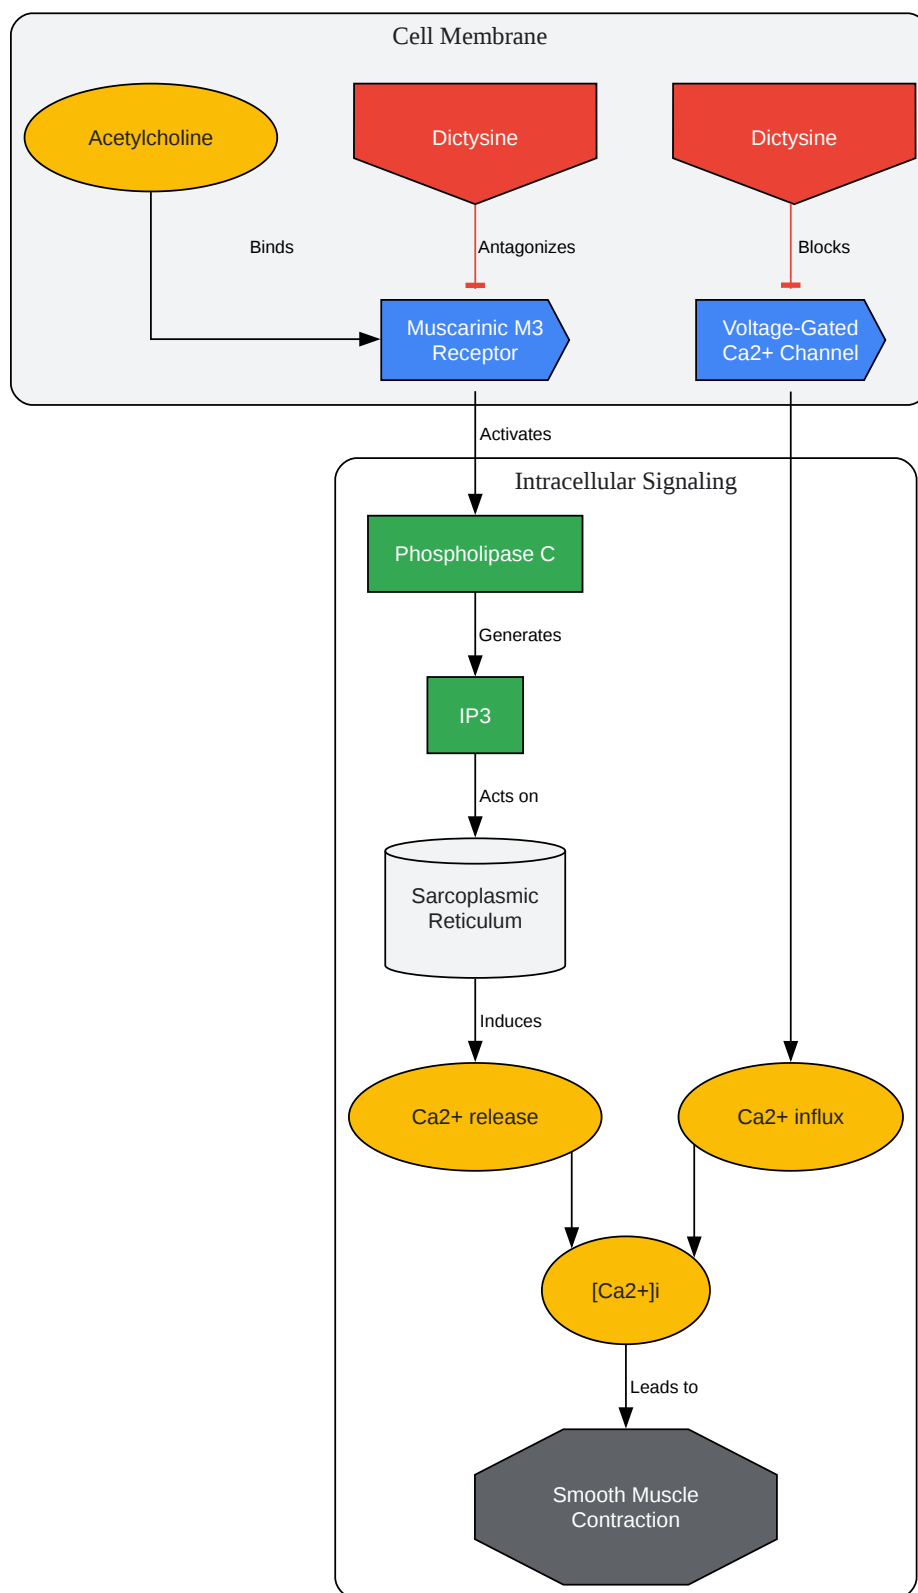 Cell Membrane
Acetylcholine
Dictysine
Dictysine
Binds
Antagonizes
Blocks
Muscarinic M3
Receptor
Voltage-Gated
Ca2+ Channel
Activates
Intracellular Signaling
Phospholipase C
Generates
IP3
Acts on
Sarcoplasmic
Reticulum
Induces
Ca2+ release
Ca2+ influx
[Ca2+]i
Leads to
Smooth Muscle
Contraction